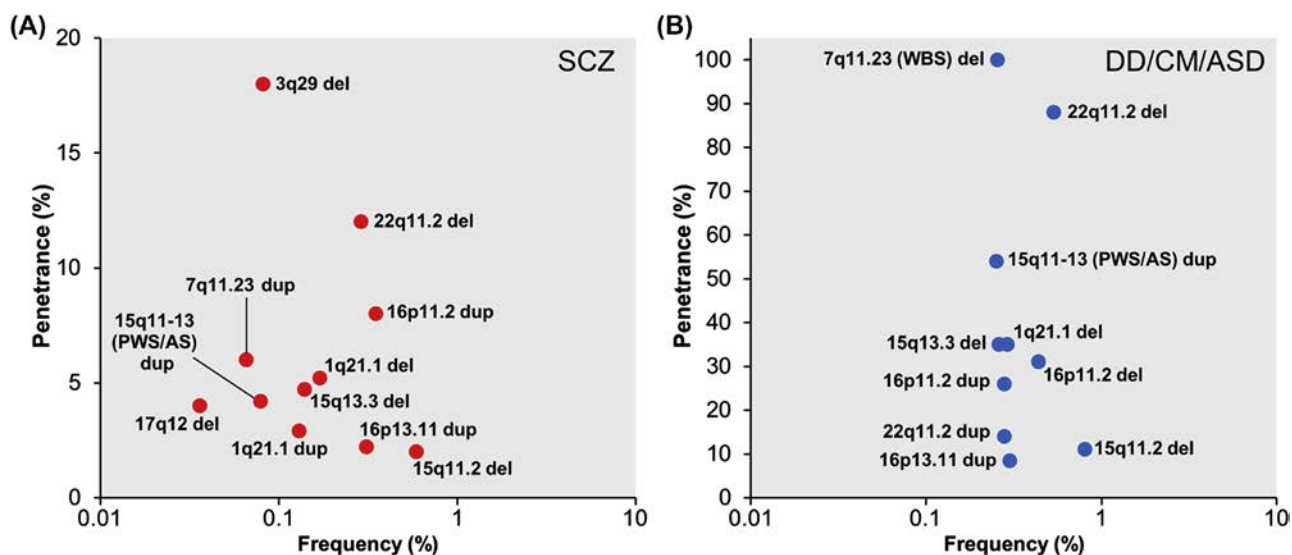 (A)
SCZ
Penetrance (%)
20
15
10
5
0
3q29 del
22q11.2 del
7q11.23 dup
16p11.2 dup
15q11-13
(PWS/AS)
dup
1q21.1 del
15q13.3 del
17q12 del
1q21.1 dup
16p13.11 dup
15q11.2 del
0.01
0.1
1
10
Frequency (%)
(B)
DD/CM/ASD
Penetrance (%)
100
90
80
70
60
50
40
30
20
10
0
7q11.23 (WBS) del
22q11.2 del
15q11-13 (PWS/AS) dup
15q13.3 del
1q21.1 del
16p11.2 del
16p11.2 dup
22q11.2 dup
16p13.11 dup
15q11.2 del
0.01
0.1
1
10
Frequency (%)